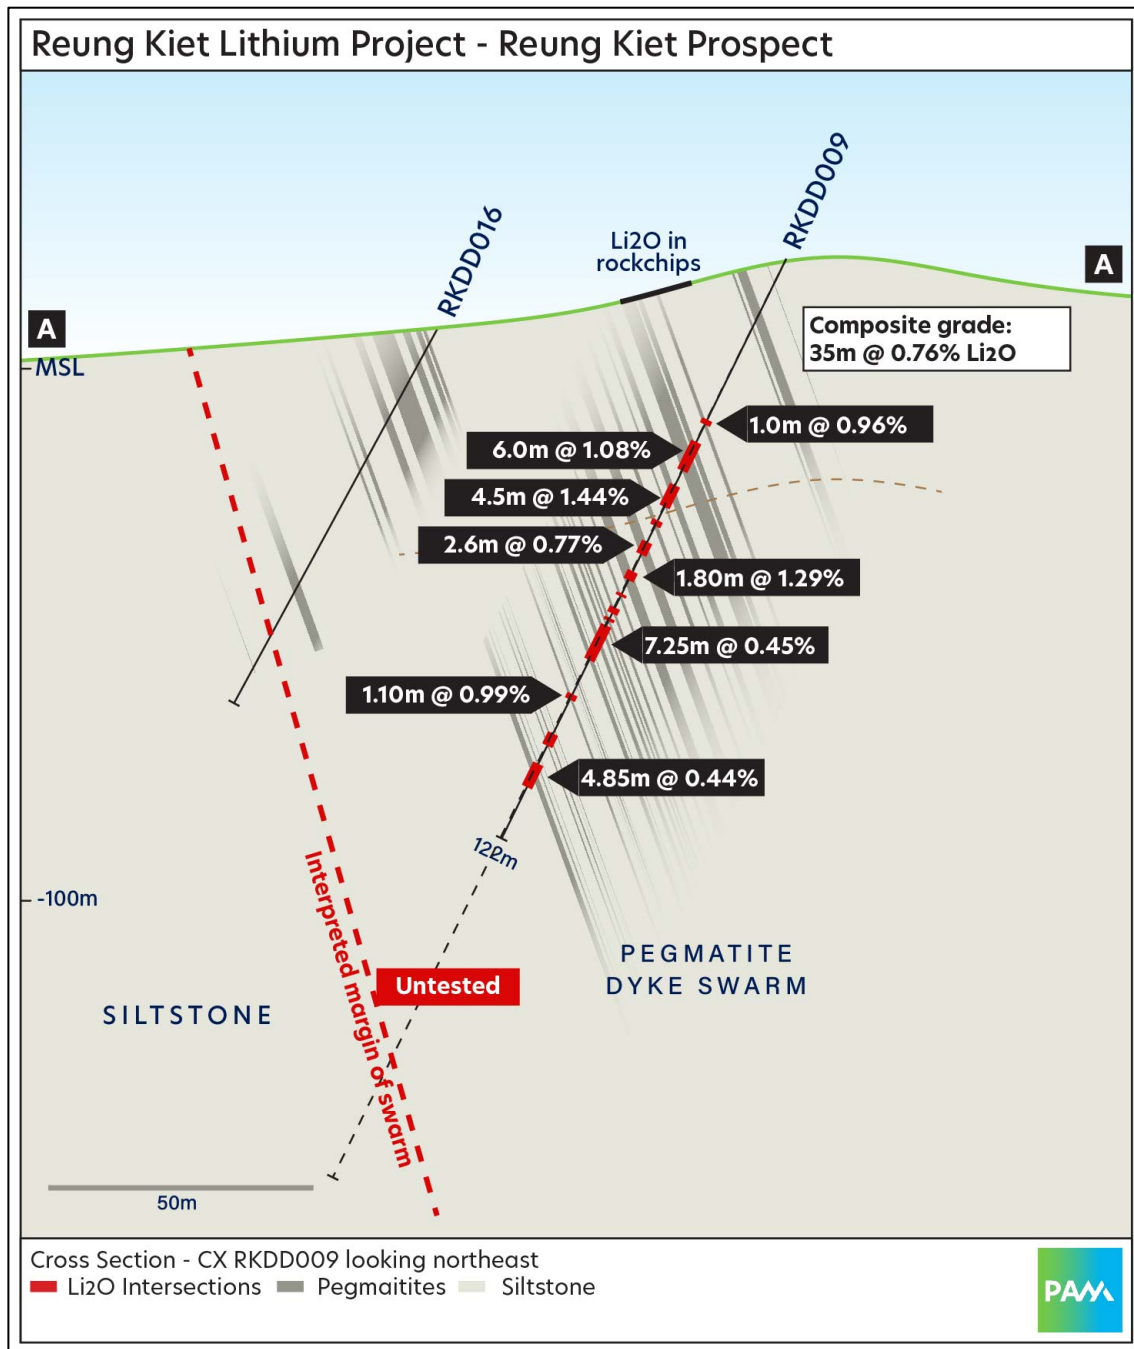 Reung Kiet Lithium Project - Reung Kiet Prospect
RKDD009
RKDD016
Li2O in
rockchips
A
A
Composite grade:
35m @ 0.76% Li2O
MSL
1.0m @ 0.96%
6.0m @ 1.08%
4.5m @ 1.44%
2.6m @ 0.77%
1.80m @ 1.29%
7.25m @ 0.45%
1.10m @ 0.99%
4.85m @ 0.44%
122m
-100m
Interpreted margin of swarm
PEGMATITE
DYKE SWARM
Untested
SILTSTONE
50m
Cross Section - CX RKDD009 looking northeast
Li2O Intersections
Pegmaitites
Siltstone
PAM